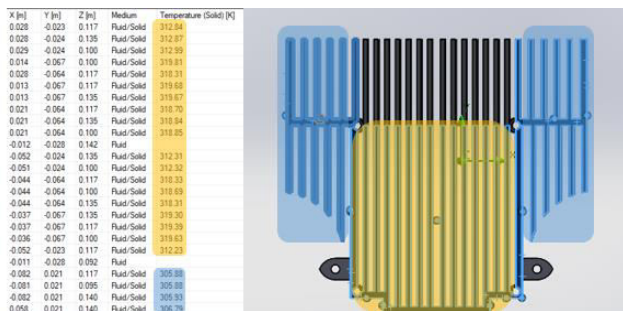 X [m] Y [m] Z [m] Medium Temperature (Solid) [K]
0.028 -0.023 0.117 Fluid/Solid 312.84
0.028 -0.024 0.135 Fluid/Solid 312.87
0.029 -0.024 0.100 Fluid/Solid 312.99
0.014 -0.067 0.100 Fluid/Solid 319.81
0.028 -0.064 0.117 Fluid/Solid 318.31
0.013 -0.067 0.117 Fluid/Solid 319.68
0.013 -0.067 0.135 Fluid/Solid 319.67
0.021 -0.064 0.117 Fluid/Solid 318.70
0.021 -0.064 0.135 Fluid/Solid 318.84
0.021 -0.064 0.100 Fluid/Solid 318.85
-0.012 -0.028 0.142 Fluid
-0.052 -0.024 0.135 Fluid/Solid 312.31
-0.051 -0.024 0.100 Fluid/Solid 312.32
-0.044 -0.064 0.117 Fluid/Solid 318.33
-0.044 -0.064 0.100 Fluid/Solid 318.69
-0.044 -0.064 0.135 Fluid/Solid 318.31
-0.037 -0.067 0.135 Fluid/Solid 319.30
-0.037 -0.067 0.117 Fluid/Solid 319.39
-0.036 -0.067 0.100 Fluid/Solid 319.63
-0.052 -0.023 0.117 Fluid/Solid 312.23
-0.011 -0.028 0.092 Fluid
-0.082 0.021 0.117 Fluid/Solid 305.88
-0.081 0.021 0.095 Fluid/Solid 305.88
-0.082 0.021 0.140 Fluid/Solid 305.93
0.058 0.021 0.140 Fluid/Solid 306.79